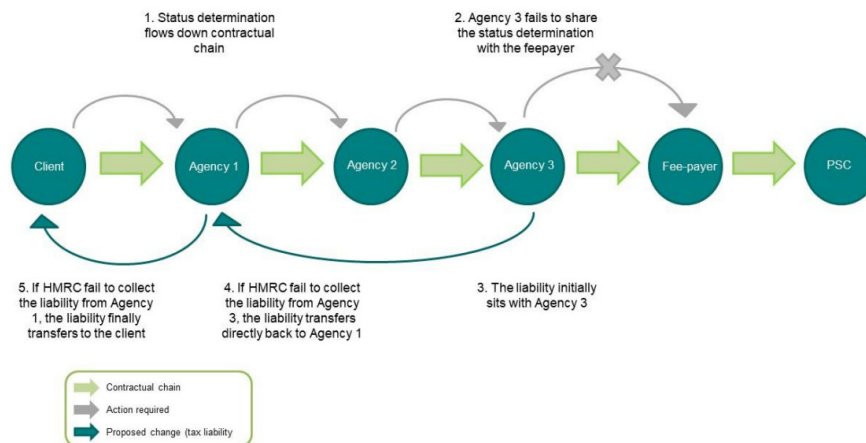 1. Status determination
flows down contractual
chain
2. Agency 3 fails to share
the status determination
with the feepayer
Client
Agency 1
Agency 2
Agency 3
Fee-payer
PSC
5. If HMRC fail to collect
the liability from Agency
1, the liability finally
transfers to the client
4. If HMRC fail to collect
the liability from Agency
3, the liability transfers
directly back to Agency 1
3. The liability initially
sits with Agency 3
Contractual chain
Action required
Proposed change (tax liability